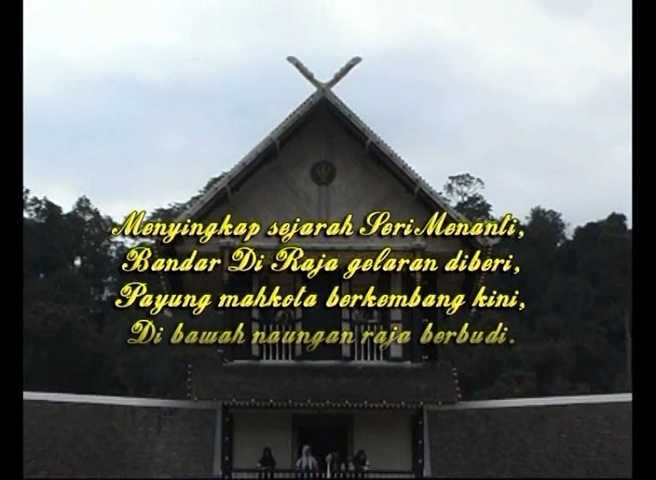 Menyingkap sejarah Seri Menanti,
Bandar Di Raja gelaran diberi,
Payung mahkota berkembang kini,
Di bawah naungan raja berbudi.